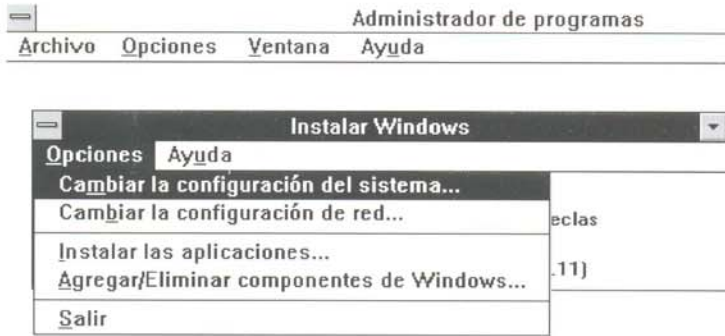 Administrador de programas
Archivo Opciones Ventana Ayuda
Instalar Windows
Opciones Ayuda
Cambiar la configuración del sistema...
Cambiar la configuración de red...
eclas
Instalar las aplicaciones...
Agregar/Eliminar componentes de Windows...
.11)
Salir